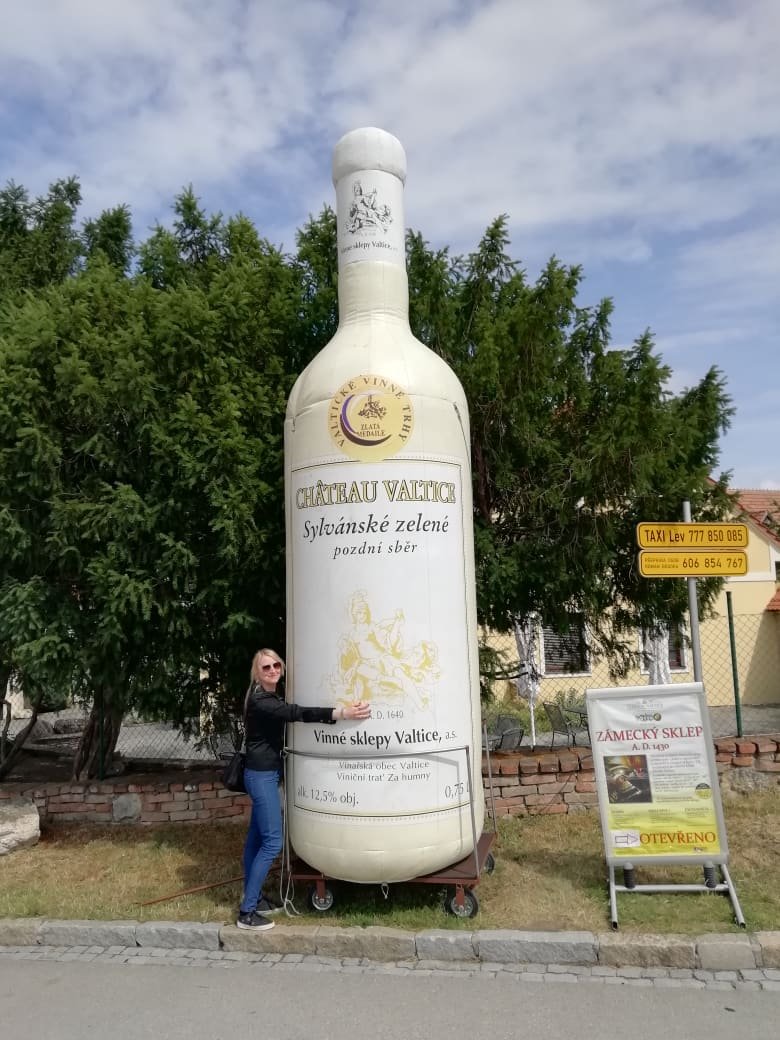 Vinné sklepy Valtice, a.s.
VALTICKÉ VINNÉ TRHY
ZLATÁ
MEDAILE
CHÂTEAU VALTICE
Sylvánské zelené
pozdní sběr
A. D. 1640
Vinné sklepy Valtice, a.s.
Vinařská obec Valtice
Viniční trať Za humny
alk. 12,5% obj.
0,75 l
TAXI Lev 777 850 085
PŘEPRAVA OSOB
606 854 767
ZÁMECKÝ SKLEP
A. D. 1430
OTEVŘENO